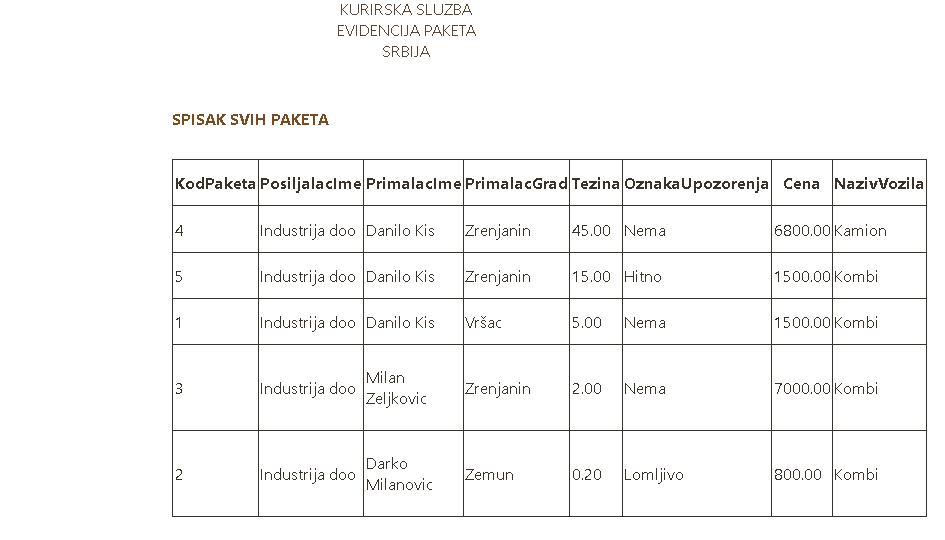 KURIRSKA SLUZBA
EVIDENCIJA PAKETA
SRBIJA
SPISAK SVIH PAKETA
KodPaketa PosiljalacIme PrimalacIme PrimalacGrad Tezina OznakaUpozorenja Cena NazivVozila
4 Industrija doo Danilo Kis Zrenjanin 45.00 Nema 6800.00 Kamion
5 Industrija doo Danilo Kis Zrenjanin 15.00 Hitno 1500.00 Kombi
1 Industrija doo Danilo Kis Vršac 5.00 Nema 1500.00 Kombi
3 Industrija doo Milan Zeljkovic Zrenjanin 2.00 Nema 7000.00 Kombi
2 Industrija doo Darko Milanovic Zemun 0.20 Lomljivo 800.00 Kombi